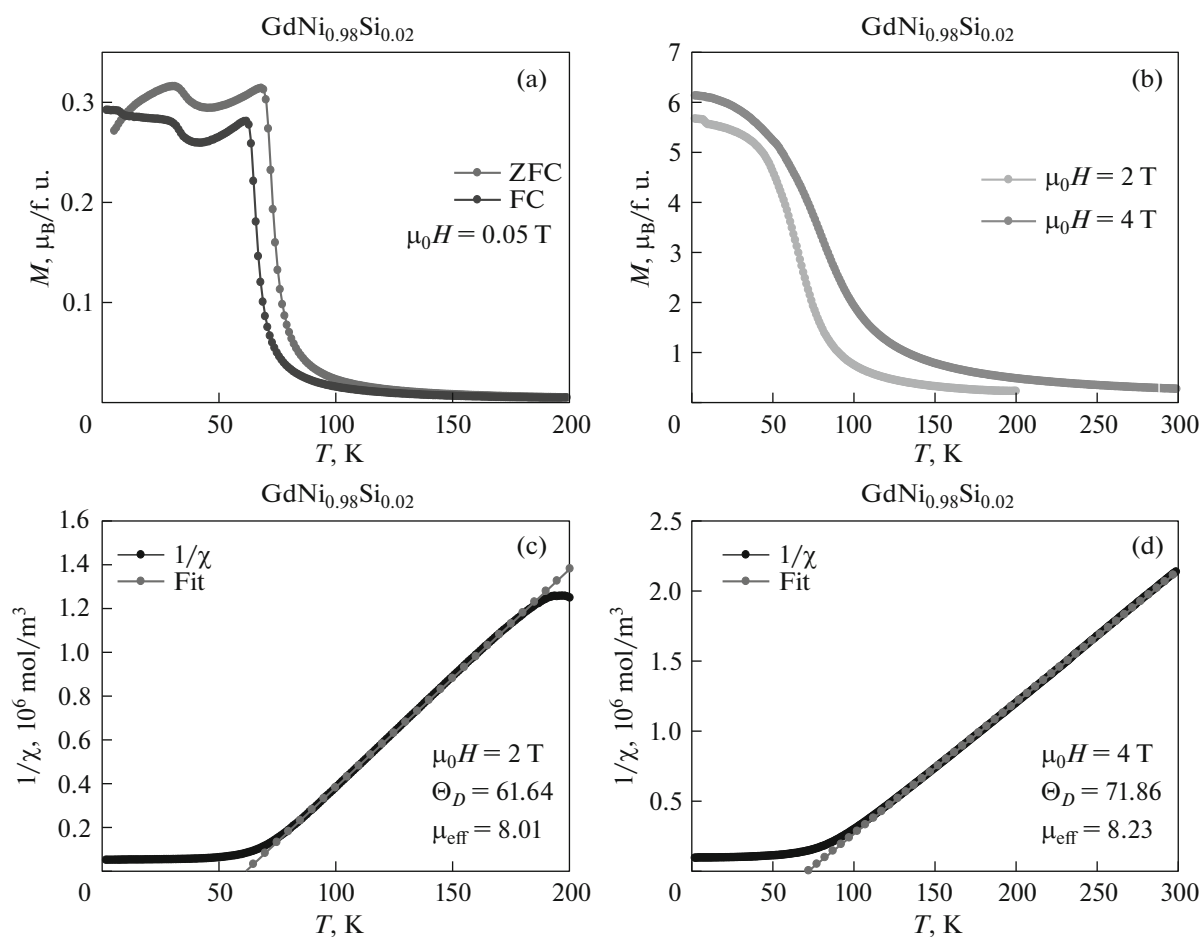 GdNi0.98Si0.02
(a)
0.3
0.2
0.1
0
50
100
150
200
M, μB/f. u.
T, K
ZFC
FC
μ0H = 0.05 T
GdNi0.98Si0.02
(b)
7
6
5
4
3
2
1
0
50
100
150
200
250
300
M, μB/f. u.
T, K
μ0H = 2 T
μ0H = 4 T
GdNi0.98Si0.02
(c)
1.6
1.4
1.2
1.0
0.8
0.6
0.4
0.2
0
50
100
150
200
1/χ, 10^6 mol/m^3
T, K
1/χ
Fit
μ0H = 2 T
ΘD = 61.64
μeff = 8.01
GdNi0.98Si0.02
(d)
2.5
2.0
1.5
1.0
0.5
0
50
100
150
200
250
300
1/χ, 10^6 mol/m^3
T, K
1/χ
Fit
μ0H = 4 T
ΘD = 71.86
μeff = 8.23